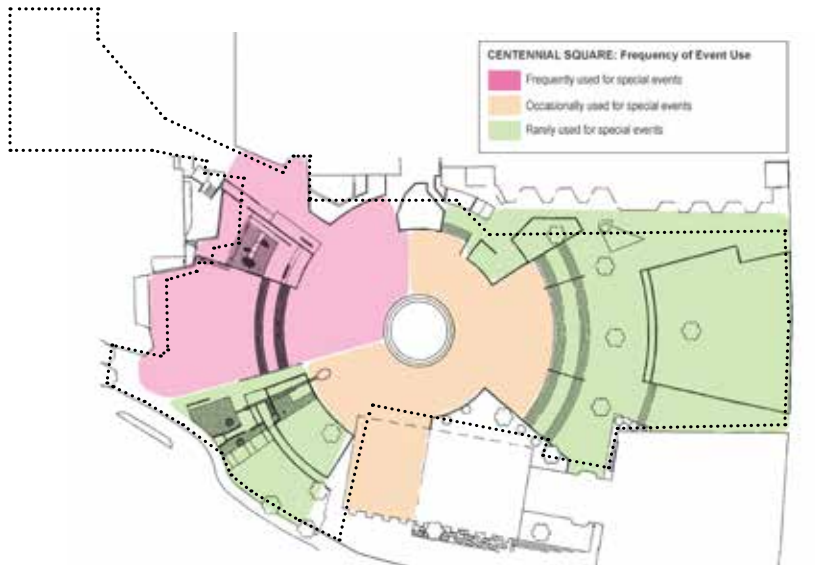 CENTENNIAL SQUARE: Frequency of Event Use
Frequently used for special events
Occasionally used for special events
Rarely used for special events